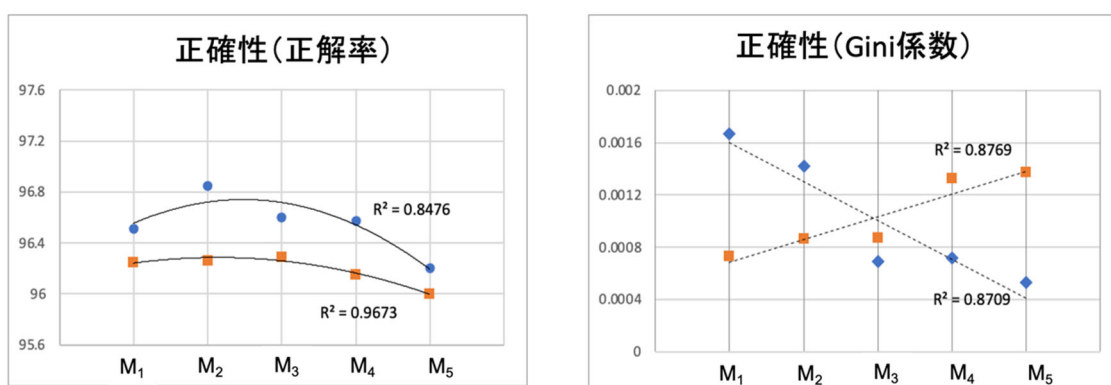 正確性(正解率)
97.6
97.2
96.8
96.4
96
95.6
R² = 0.8476
R² = 0.9673
M₁ M₂ M₃ M₄ M₅
正確性(Gini係数)
0.002
0.0016
0.0012
0.0008
0.0004
0
R² = 0.8769
R² = 0.8709
M₁ M₂ M₃ M₄ M₅